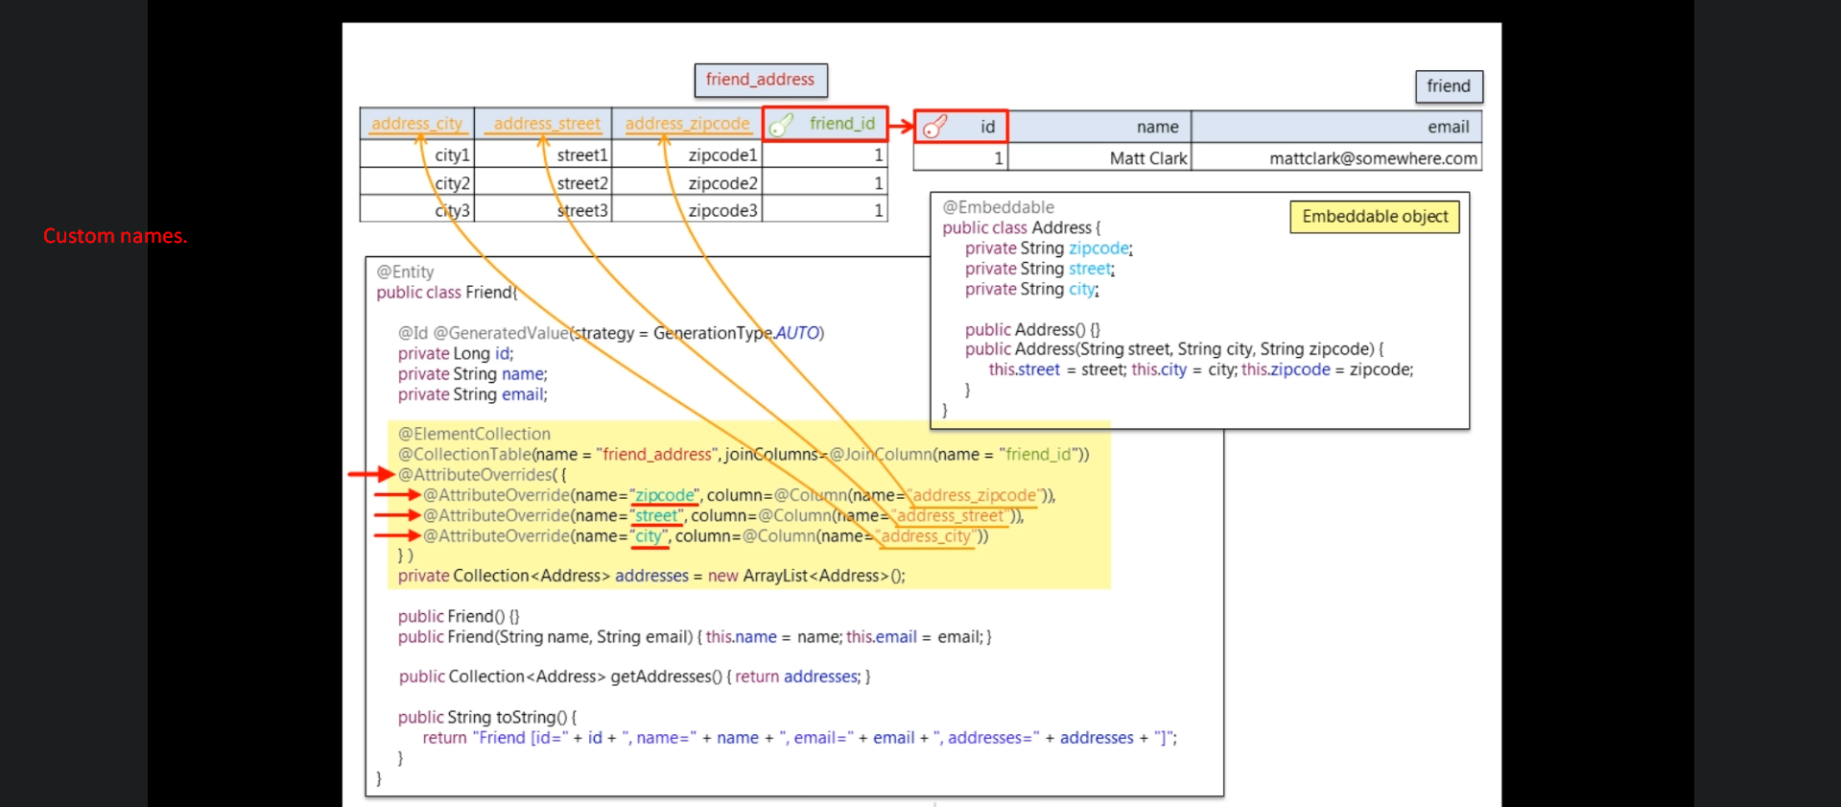 friend_address
friend
address_city address_street address_zipcode friend_id
city1 street1 zipcode1 1
city2 street2 zipcode2 1
city3 street3 zipcode3 1
id name email
1 Matt Clark mattclark@somewhere.com
Custom names.
@Embeddable
Embeddable object
public class Address {
private String zipcode;
private String street;
private String city;
public Address() {}
public Address(String street, String city, String zipcode) {
this.street = street; this.city = city; this.zipcode = zipcode;
}
}
@Entity
public class Friend{
@Id @GeneratedValue(strategy = GenerationType.AUTO)
private Long id;
private String name;
private String email;
@ElementCollection
@CollectionTable(name = "friend_address", joinColumns=@JoinColumn(name = "friend_id"))
@AttributeOverrides( {
@AttributeOverride(name="zipcode", column=@Column(name="address_zipcode")),
@AttributeOverride(name="street", column=@Column(name="address_street")),
@AttributeOverride(name="city", column=@Column(name="address_city"))
} )
private Collection<Address> addresses = new ArrayList<Address>();
public Friend() {}
public Friend(String name, String email) { this.name = name; this.email = email; }
public Collection<Address> getAddresses() { return addresses; }
public String toString() {
return "Friend [id=" + id + ", name=" + name + ", email=" + email + ", addresses=" + addresses + "]";
}
}